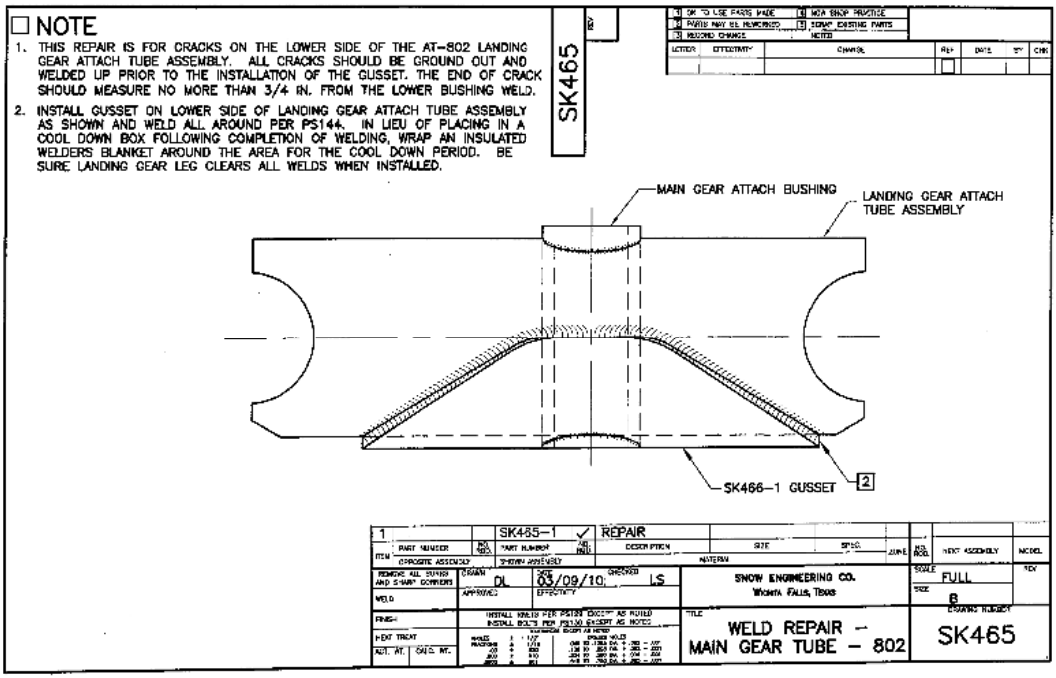 NOTE
1. THIS REPAIR IS FOR CRACKS ON THE LOWER SIDE OF THE AT-802 LANDING
GEAR ATTACH TUBE ASSEMBLY. ALL CRACKS SHOULD BE GROUND OUT AND
WELDED UP PRIOR TO THE INSTALLATION OF THE GUSSET. THE END OF CRACK
SHOULD MEASURE NO MORE THAN 3/4 IN. FROM THE LOWER BUSHING WELD.
2. INSTALL GUSSET ON LOWER SIDE OF LANDING GEAR ATTACH TUBE ASSEMBLY
AS SHOWN AND WELD ALL AROUND PER PS144. IN LIEU OF PLACING IN A
COOL DOWN BOX FOLLOWING COMPLETION OF WELDING, WRAP AN INSULATED
WELDERS BLANKET AROUND THE AREA FOR THE COOL DOWN PERIOD. BE
SURE LANDING GEAR LEG CLEARS ALL WELDS WHEN INSTALLED.
SK465
REV
1 OK TO USE PARTS MADE 4 NOW SHOP PRACTICE
2 PARTS MAY BE REWORKED 5 SCRAP EXISTING PARTS
3 RECORD CHANGE NOTED
LETTER EFFECTIVITY CHANGE REF DATE BY CHK
MAIN GEAR ATTACH BUSHING
LANDING GEAR ATTACH
TUBE ASSEMBLY
SK466-1 GUSSET
2
1 SK465-1 ✓ REPAIR
ITEM PART NUMBER NO. REQD. PART NUMBER NO. REQD. DESCRIPTION SIZE SPEC. ZONE NO. REQD. NEXT ASSEMBLY MODEL
OPPOSITE ASSEMBLY SHOWN ASSEMBLY MATERIAL
REMOVE ALL BURRS
AND SHARP CORNERS
DRAWN DL
DATE 03/09/10
CHECKED LS
WELD
APPROVED
EFFECTIVITY
SNOW ENGINEERING CO.
WICHITA FALLS, TEXAS
SCALE
FULL
REV
SIZE
B
FINISH
INSTALL RIVETS PER PS129 EXCEPT AS NOTED
INSTALL BOLTS PER PS130 EXCEPT AS NOTED
HEAT TREAT
ACT. WT. CALC. WT.
TITLE
WELD REPAIR -
MAIN GEAR TUBE - 802
DRAWING NUMBER
SK465